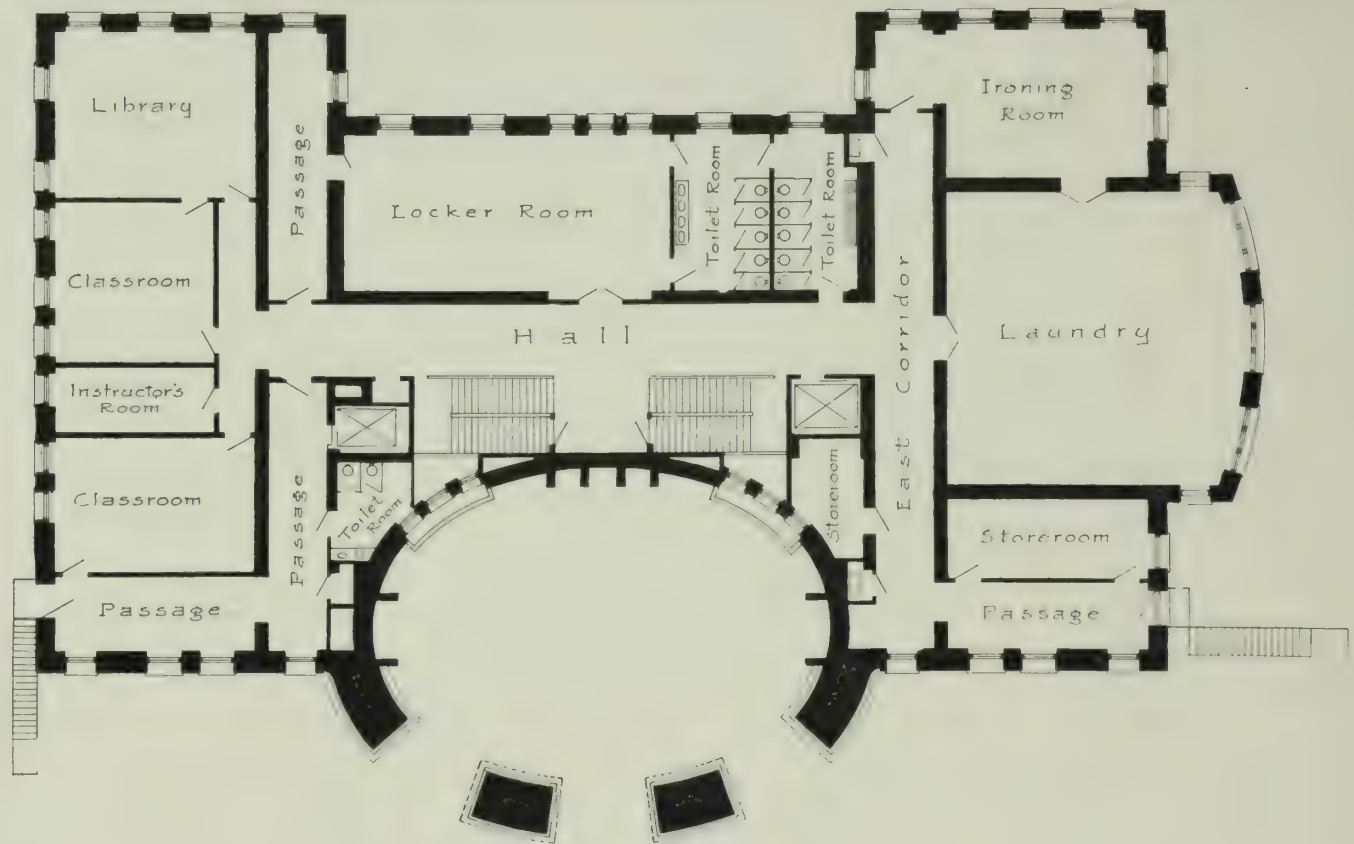 Library
Passage
Ironing
Room
Locker Room
Toilet Room
Toilet Room
Classroom
Hall
East Corridor
Laundry
Instructor's
Room
Classroom
Passage
Toilet
Room
Storeroom
Storeroom
Passage
Passage